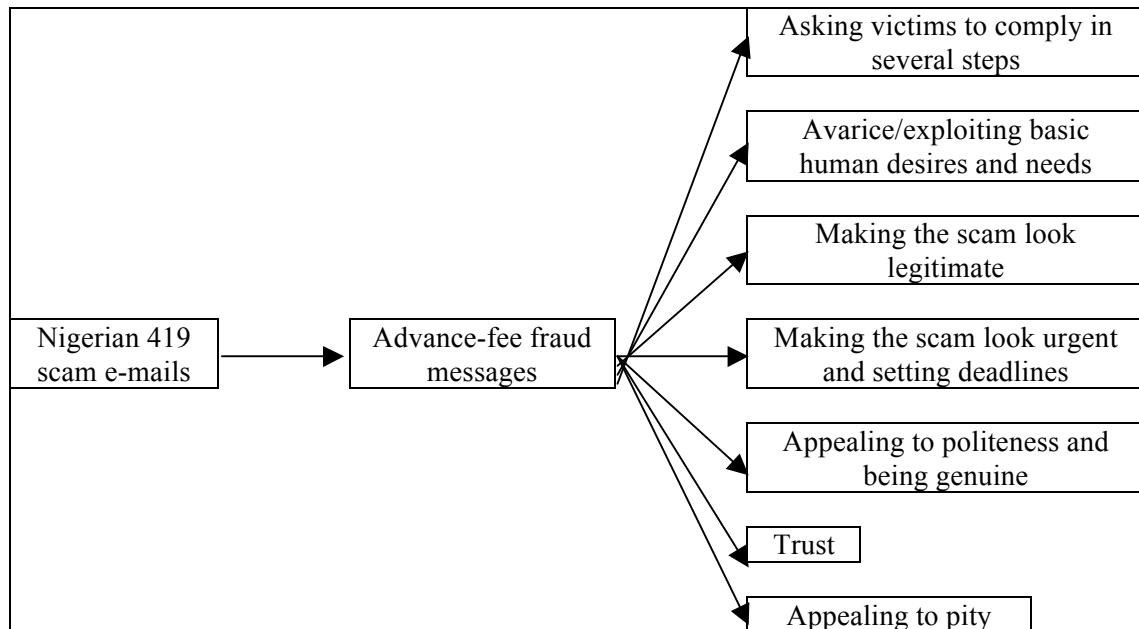 Asking victims to comply in
several steps
Avarice/exploiting basic
human desires and needs
Making the scam look
legitimate
Nigerian 419
scam e-mails
Advance-fee fraud
messages
Making the scam look urgent
and setting deadlines
Appealing to politeness and
being genuine
Trust
Appealing to pity